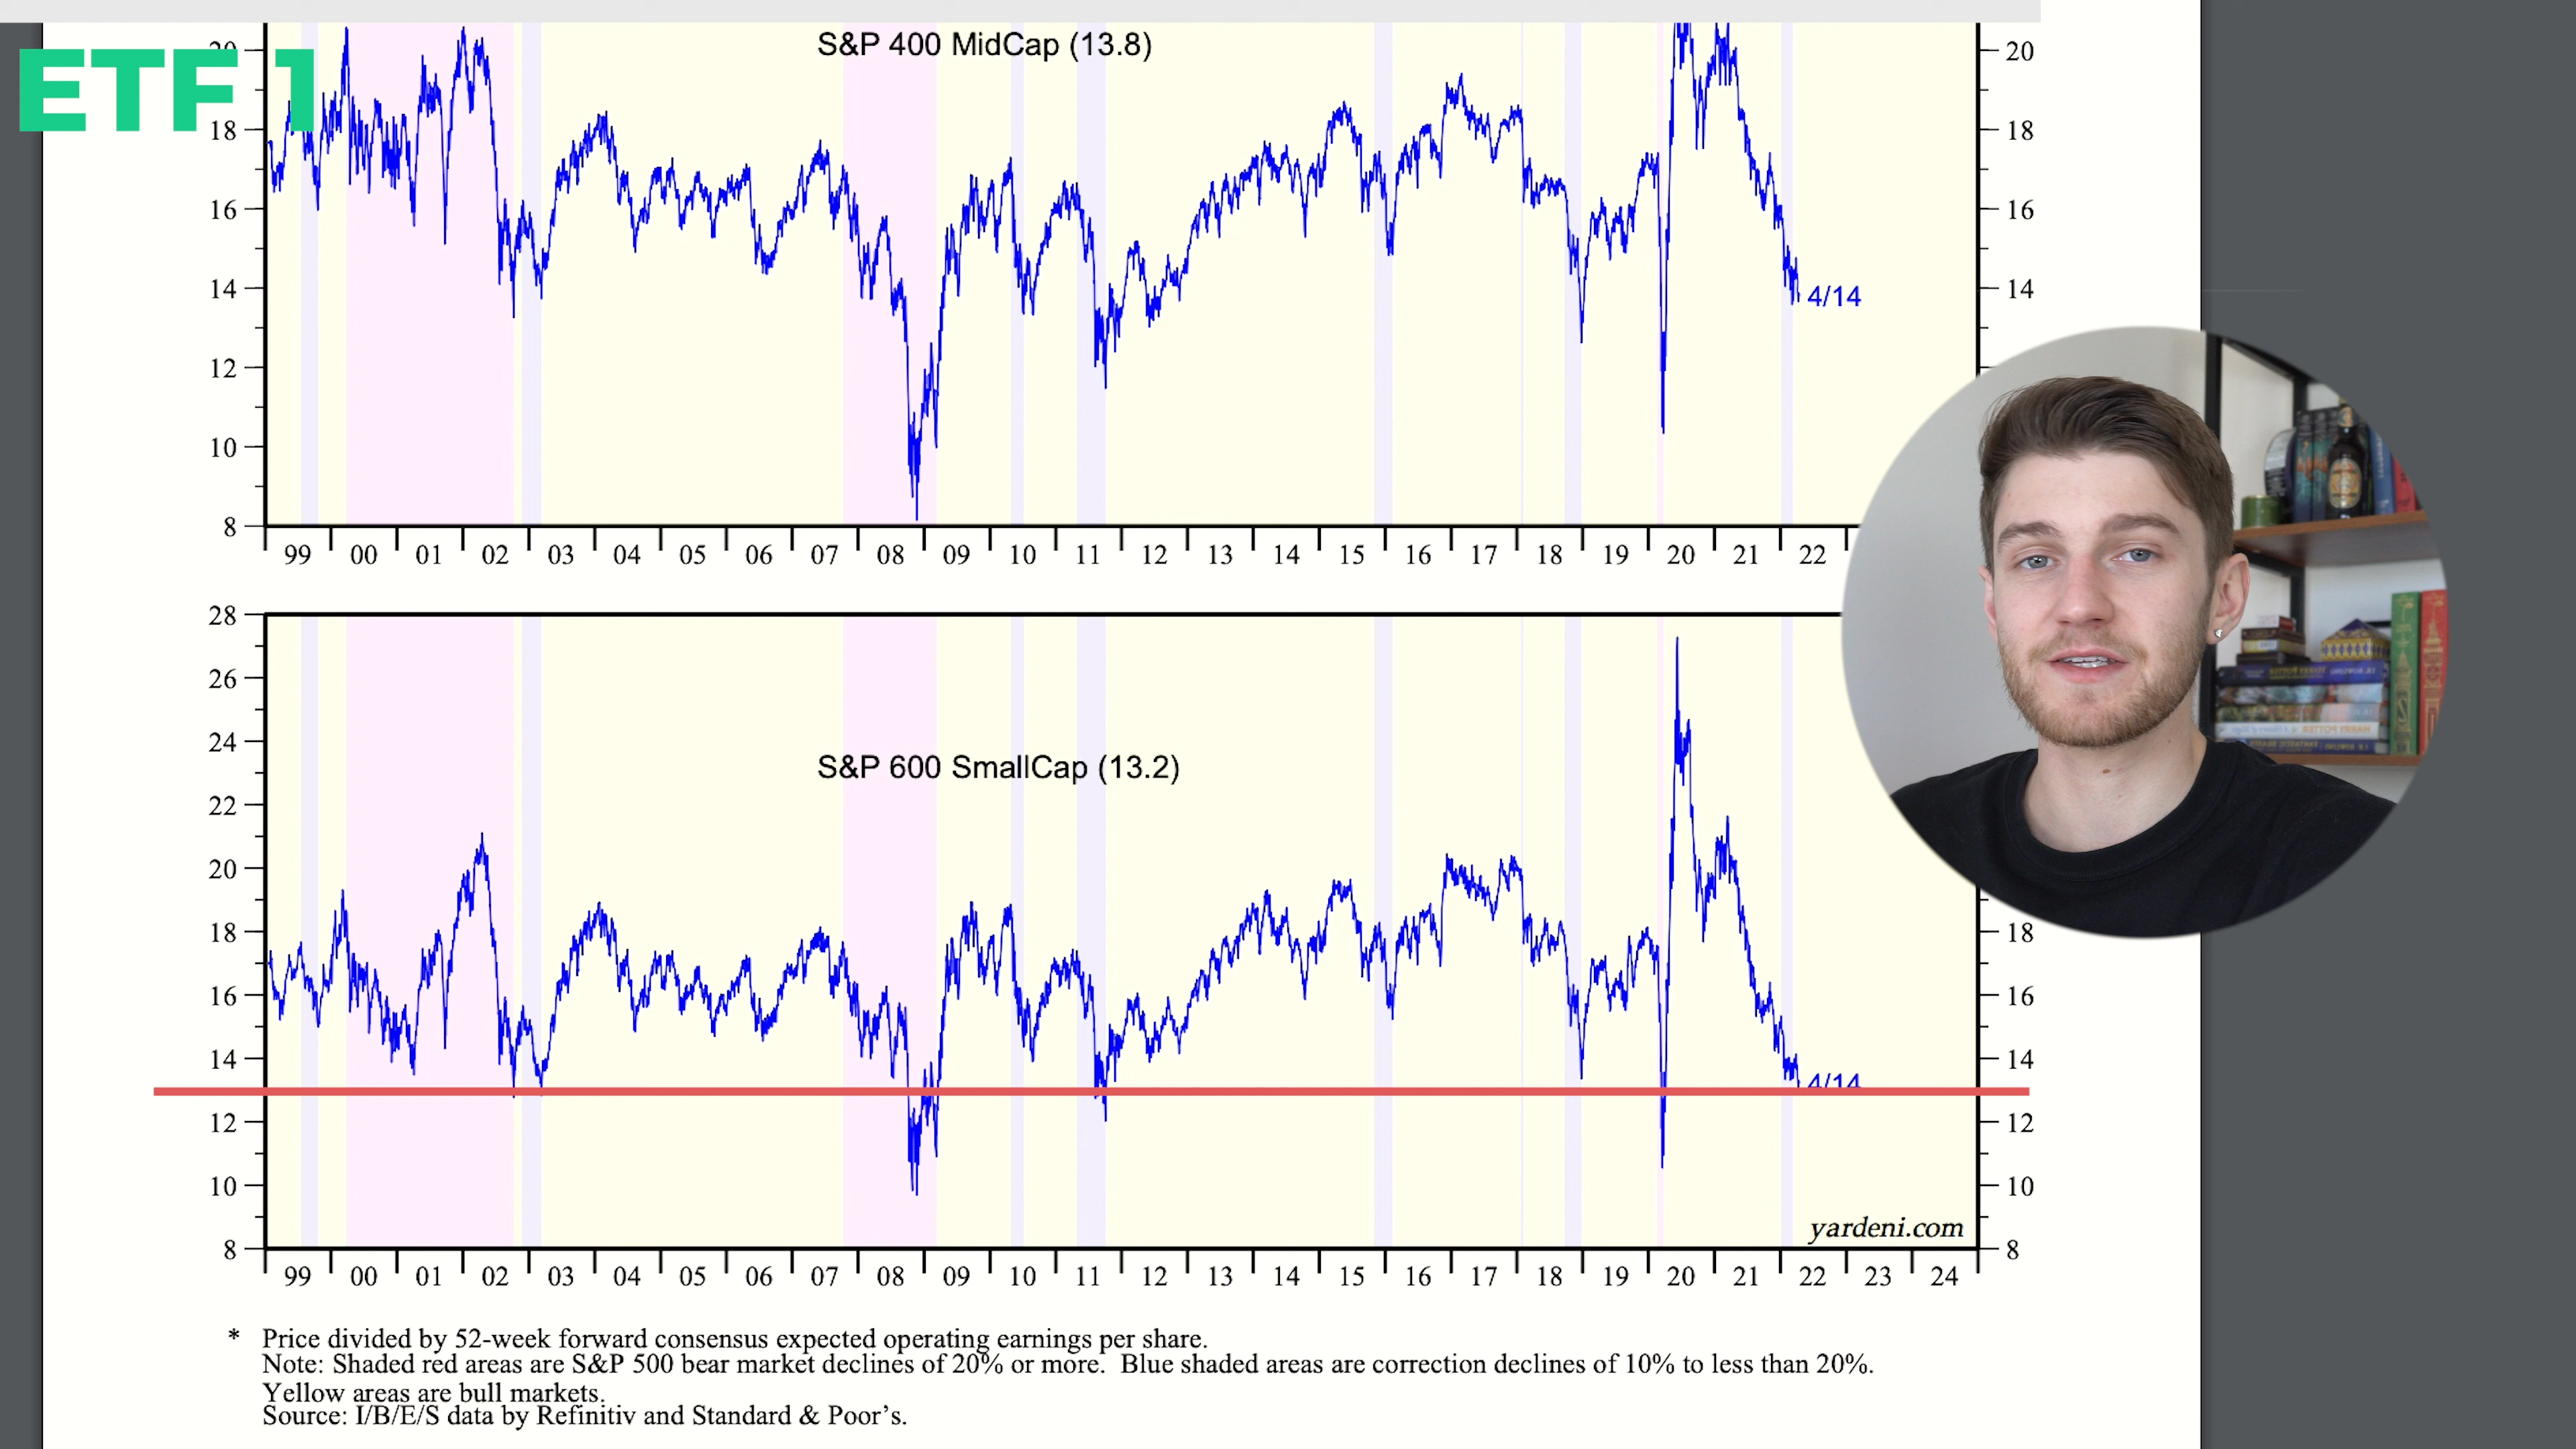 ETF 1
S&P 400 MidCap (13.8)
20 20
18 18
16 16
14 14
4/14
12
10
8
99 00 01 02 03 04 05 06 07 08 09 10 11 12 13 14 15 16 17 18 19 20 21 22
28
26
24
S&P 600 SmallCap (13.2)
22
20
18 18
16 16
14 14
4/14
12 12
10 10
yardeni.com
8 8
99 00 01 02 03 04 05 06 07 08 09 10 11 12 13 14 15 16 17 18 19 20 21 22 23 24
* Price divided by 52-week forward consensus expected operating earnings per share.
Note: Shaded red areas are S&P 500 bear market declines of 20% or more. Blue shaded areas are correction declines of 10% to less than 20%.
Yellow areas are bull markets.
Source: I/B/E/S data by Refinitiv and Standard & Poor's.